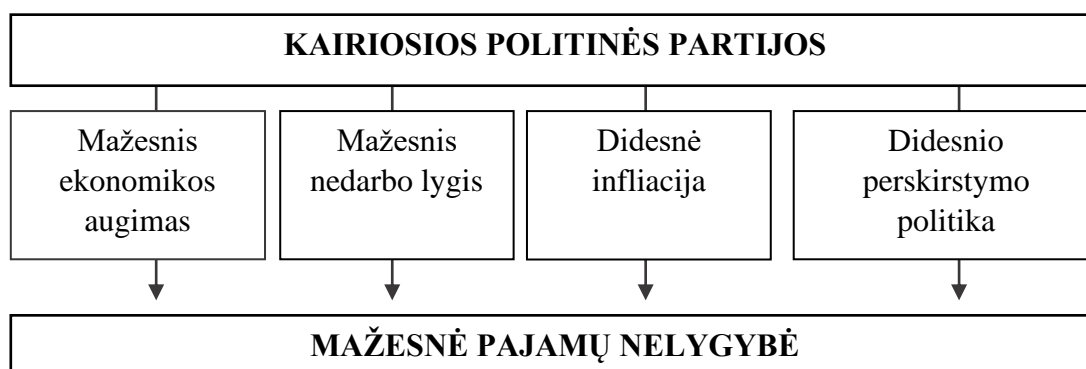 KAIRIOSIOS POLITINĖS PARTIJOS
Mažesnis
ekonomikos
augimas
Mažesnis
nedarbo lygis
Didesnė
infliacija
Didesnio
perskirstymo
politika
MAŽESNĖ PAJAMŲ NELYGYBĖ